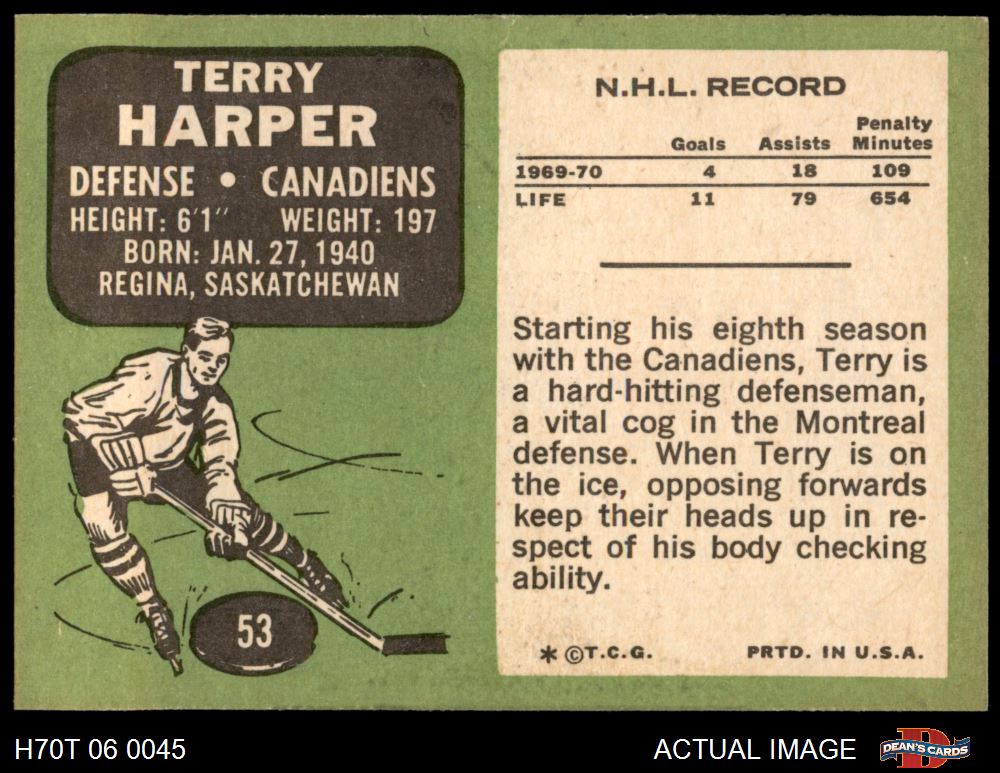 TERRY
HARPER
DEFENSE • CANADIENS
HEIGHT: 6'1" WEIGHT: 197
BORN: JAN. 27, 1940
REGINA, SASKATCHEWAN
53
N.H.L. RECORD
Goals Assists Penalty Minutes
1969-70 4 18 109
LIFE 11 79 654
Starting his eighth season
with the Canadiens, Terry is
a hard-hitting defenseman,
a vital cog in the Montreal
defense. When Terry is on
the ice, opposing forwards
keep their heads up in re-
spect of his body checking
ability.
* ©T.C.G. PRTD. IN U.S.A.
H70T 06 0045 ACTUAL IMAGE DEAN'S CARDS